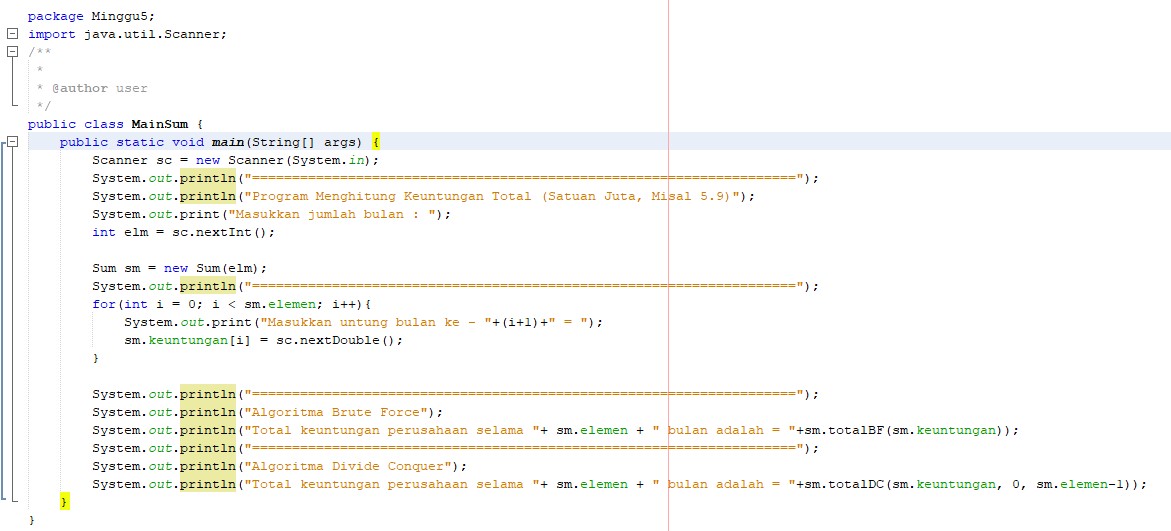 package Minggu5;
import java.util.Scanner;
/**
 *
 * @author user
 */
public class MainSum {
    public static void main(String[] args) {
        Scanner sc = new Scanner(System.in);
        System.out.println("====================================================================");
        System.out.println("Program Menghitung Keuntungan Total (Satuan Juta, Misal 5.9)");
        System.out.print("Masukkan jumlah bulan : ");
        int elm = sc.nextInt();

        Sum sm = new Sum(elm);
        System.out.println("====================================================================");
        for(int i = 0; i < sm.elemen; i++){
            System.out.print("Masukkan untung bulan ke - "+(i+1)+" = ");
            sm.keuntungan[i] = sc.nextDouble();
        }

        System.out.println("====================================================================");
        System.out.println("Algoritma Brute Force");
        System.out.println("Total keuntungan perusahaan selama "+ sm.elemen + " bulan adalah = "+sm.totalBF(sm.keuntungan));
        System.out.println("====================================================================");
        System.out.println("Algoritma Divide Conquer");
        System.out.println("Total keuntungan perusahaan selama "+ sm.elemen + " bulan adalah = "+sm.totalDC(sm.keuntungan, 0, sm.elemen-1));
    }
}